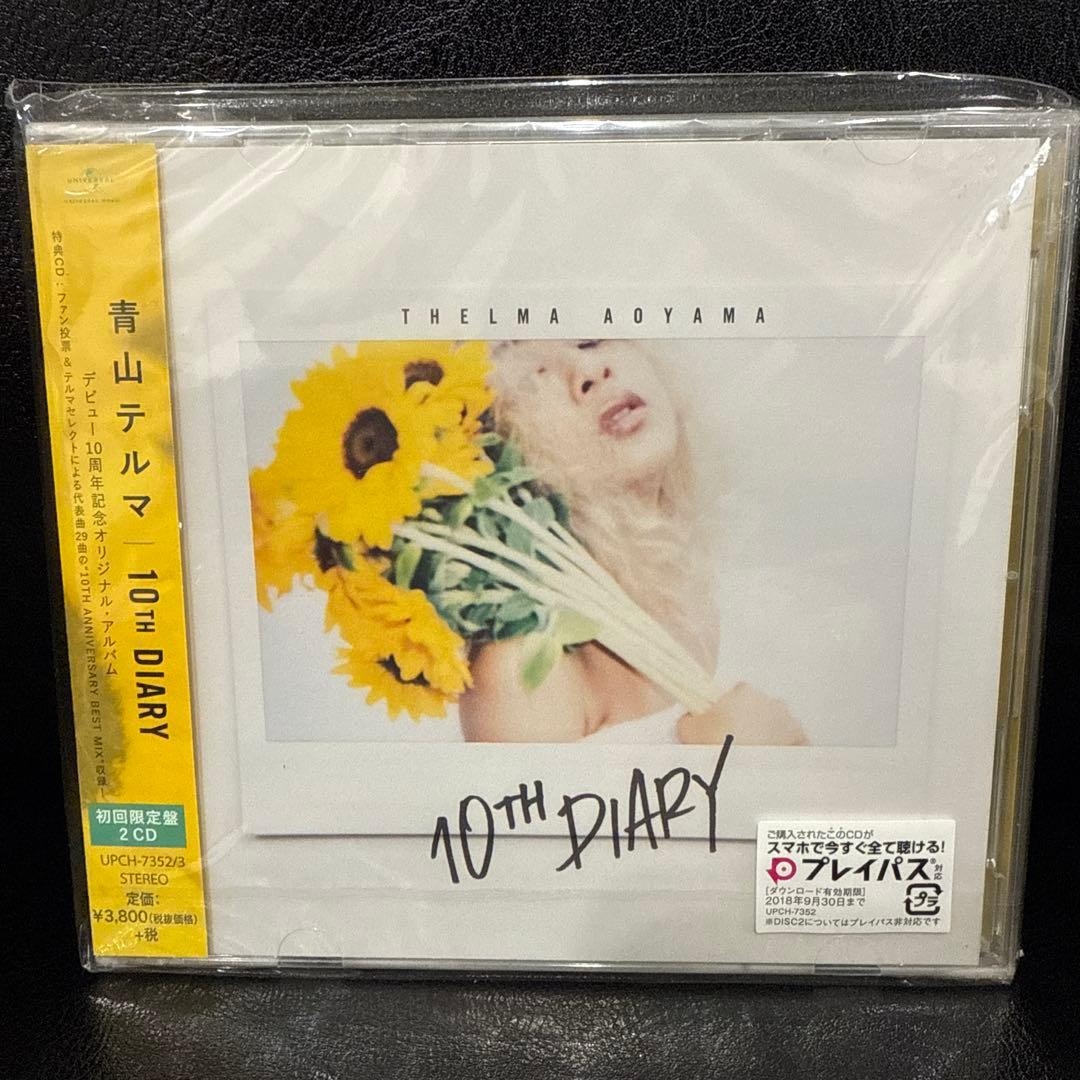 UNIVERSAL
UNIVERSAL MUSIC
青山テルマ｜10TH DIARY
デビュー10周年記念オリジナル・アルバム
特典CD：ファン投票 & テルマセレクトによる代表曲29曲の"10TH ANNIVERSARY BEST MIX"収録！
初回限定盤
2 CD
UPCH-7352/3
STEREO
定価:
¥3,800(税抜価格)
+税
THELMA AOYAMA
10TH DIARY
ご購入されたこのCDが
スマホで今すぐ全て聴ける!
プレイパス®対応
[ダウンロード有効期限]
2018年9月30日まで
UPCH-7352
※DISC2についてはプレイパス非対応です
プラ